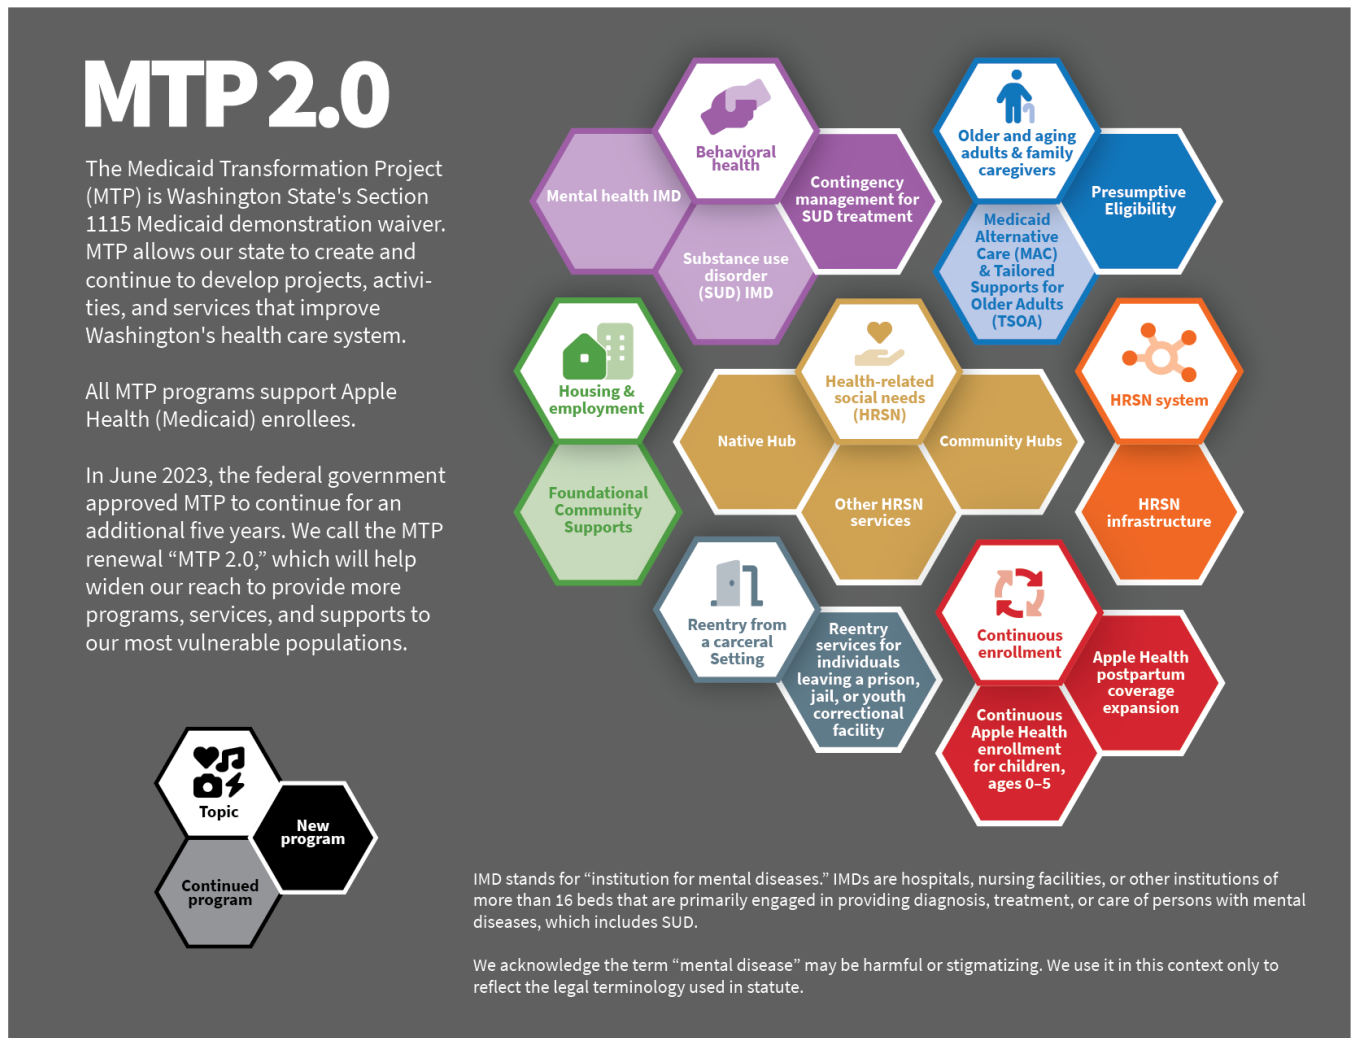 MTP 2.0
The Medicaid Transformation Project
(MTP) is Washington State's Section
1115 Medicaid demonstration waiver.
MTP allows our state to create and
continue to develop projects, activi-
ties, and services that improve
Washington's health care system.
All MTP programs support Apple
Health (Medicaid) enrollees.
In June 2023, the federal government
approved MTP to continue for an
additional five years. We call the MTP
renewal “MTP 2.0,” which will help
widen our reach to provide more
programs, services, and supports to
our most vulnerable populations.
Topic
New
program
Continued
program
Behavioral
health
Mental health IMD
Contingency
management for
SUD treatment
Substance use
disorder
(SUD) IMD
Older and aging
adults & family
caregivers
Presumptive
Eligibility
Medicaid
Alternative
Care (MAC)
& Tailored
Supports for
Older Adults
(TSOA)
Housing &
employment
Foundational
Community
Supports
Health-related
social needs
(HRSN)
Native Hub
Community Hubs
Other HRSN
services
HRSN system
HRSN
infrastructure
Reentry from
a carceral
Setting
Reentry
services for
individuals
leaving a prison,
jail, or youth
correctional
facility
Continuous
enrollment
Apple Health
postpartum
coverage
expansion
Continuous
Apple Health
enrollment
for children,
ages 0–5
IMD stands for “institution for mental diseases.” IMDs are hospitals, nursing facilities, or other institutions of
more than 16 beds that are primarily engaged in providing diagnosis, treatment, or care of persons with mental
diseases, which includes SUD.
We acknowledge the term “mental disease” may be harmful or stigmatizing. We use it in this context only to
reflect the legal terminology used in statute.